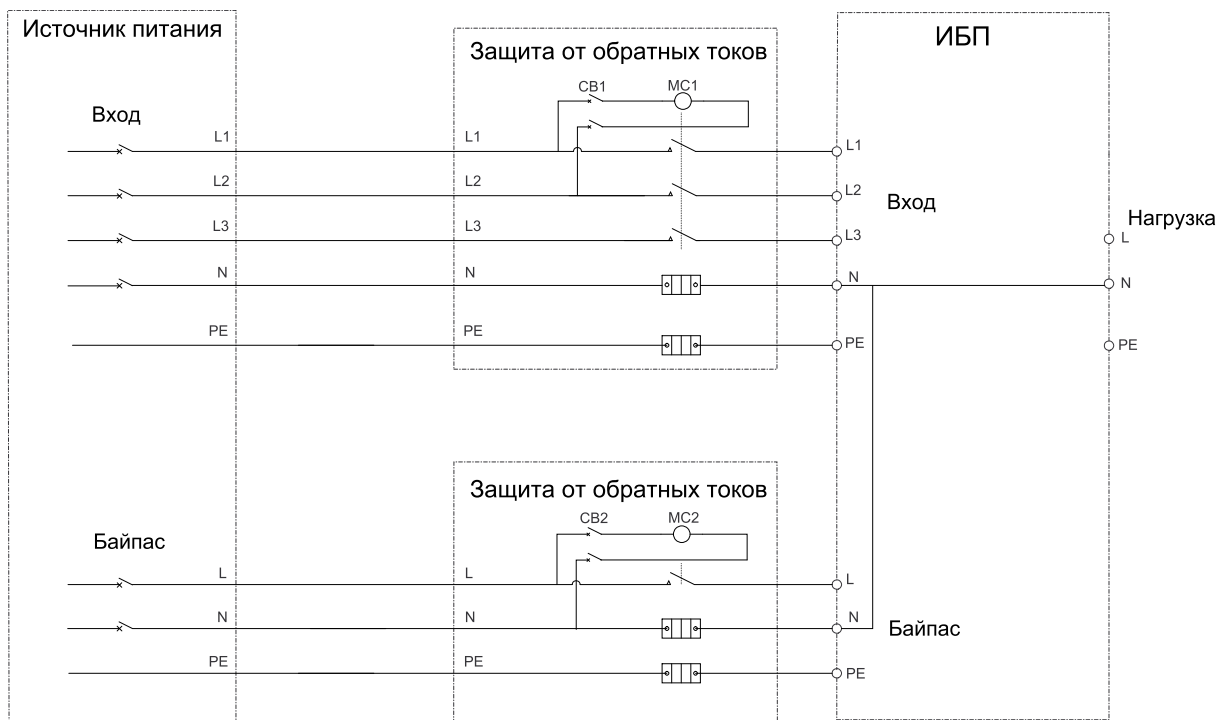 Источник питания
Защита от обратных токов
ИБП
CB1
MC1
Вход
L1
L1
L1
L2
L2
L2
Вход
L3
L3
L3
Нагрузка
L
N
N
N
N
PE
PE
PE
PE
Защита от обратных токов
CB2
MC2
Байпас
L
L
L
N
N
N
Байпас
PE
PE
PE